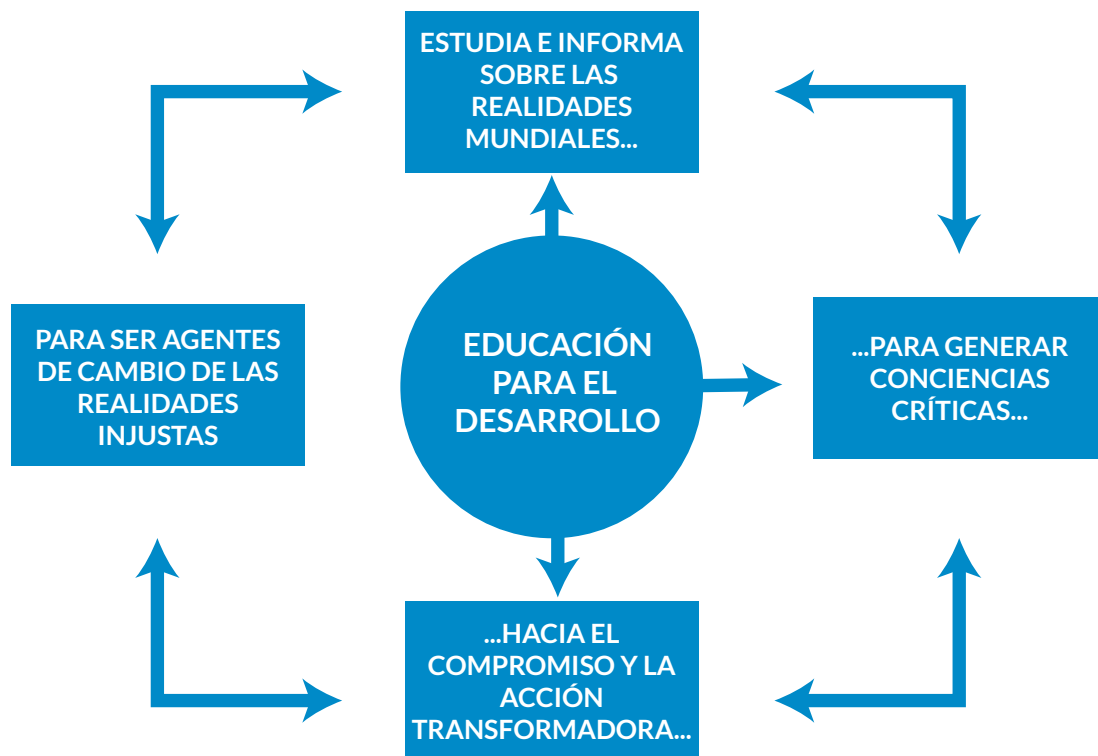 ESTUDIA E INFORMA
SOBRE LAS
REALIDADES
MUNDIALES...
PARA SER AGENTES
DE CAMBIO DE LAS
REALIDADES
INJUSTAS
EDUCACIÓN
PARA EL
DESARROLLO
...PARA GENERAR
CONCIENCIAS
CRÍTICAS...
...HACIA EL
COMPROMISO Y LA
ACCIÓN
TRANSFORMADORA...